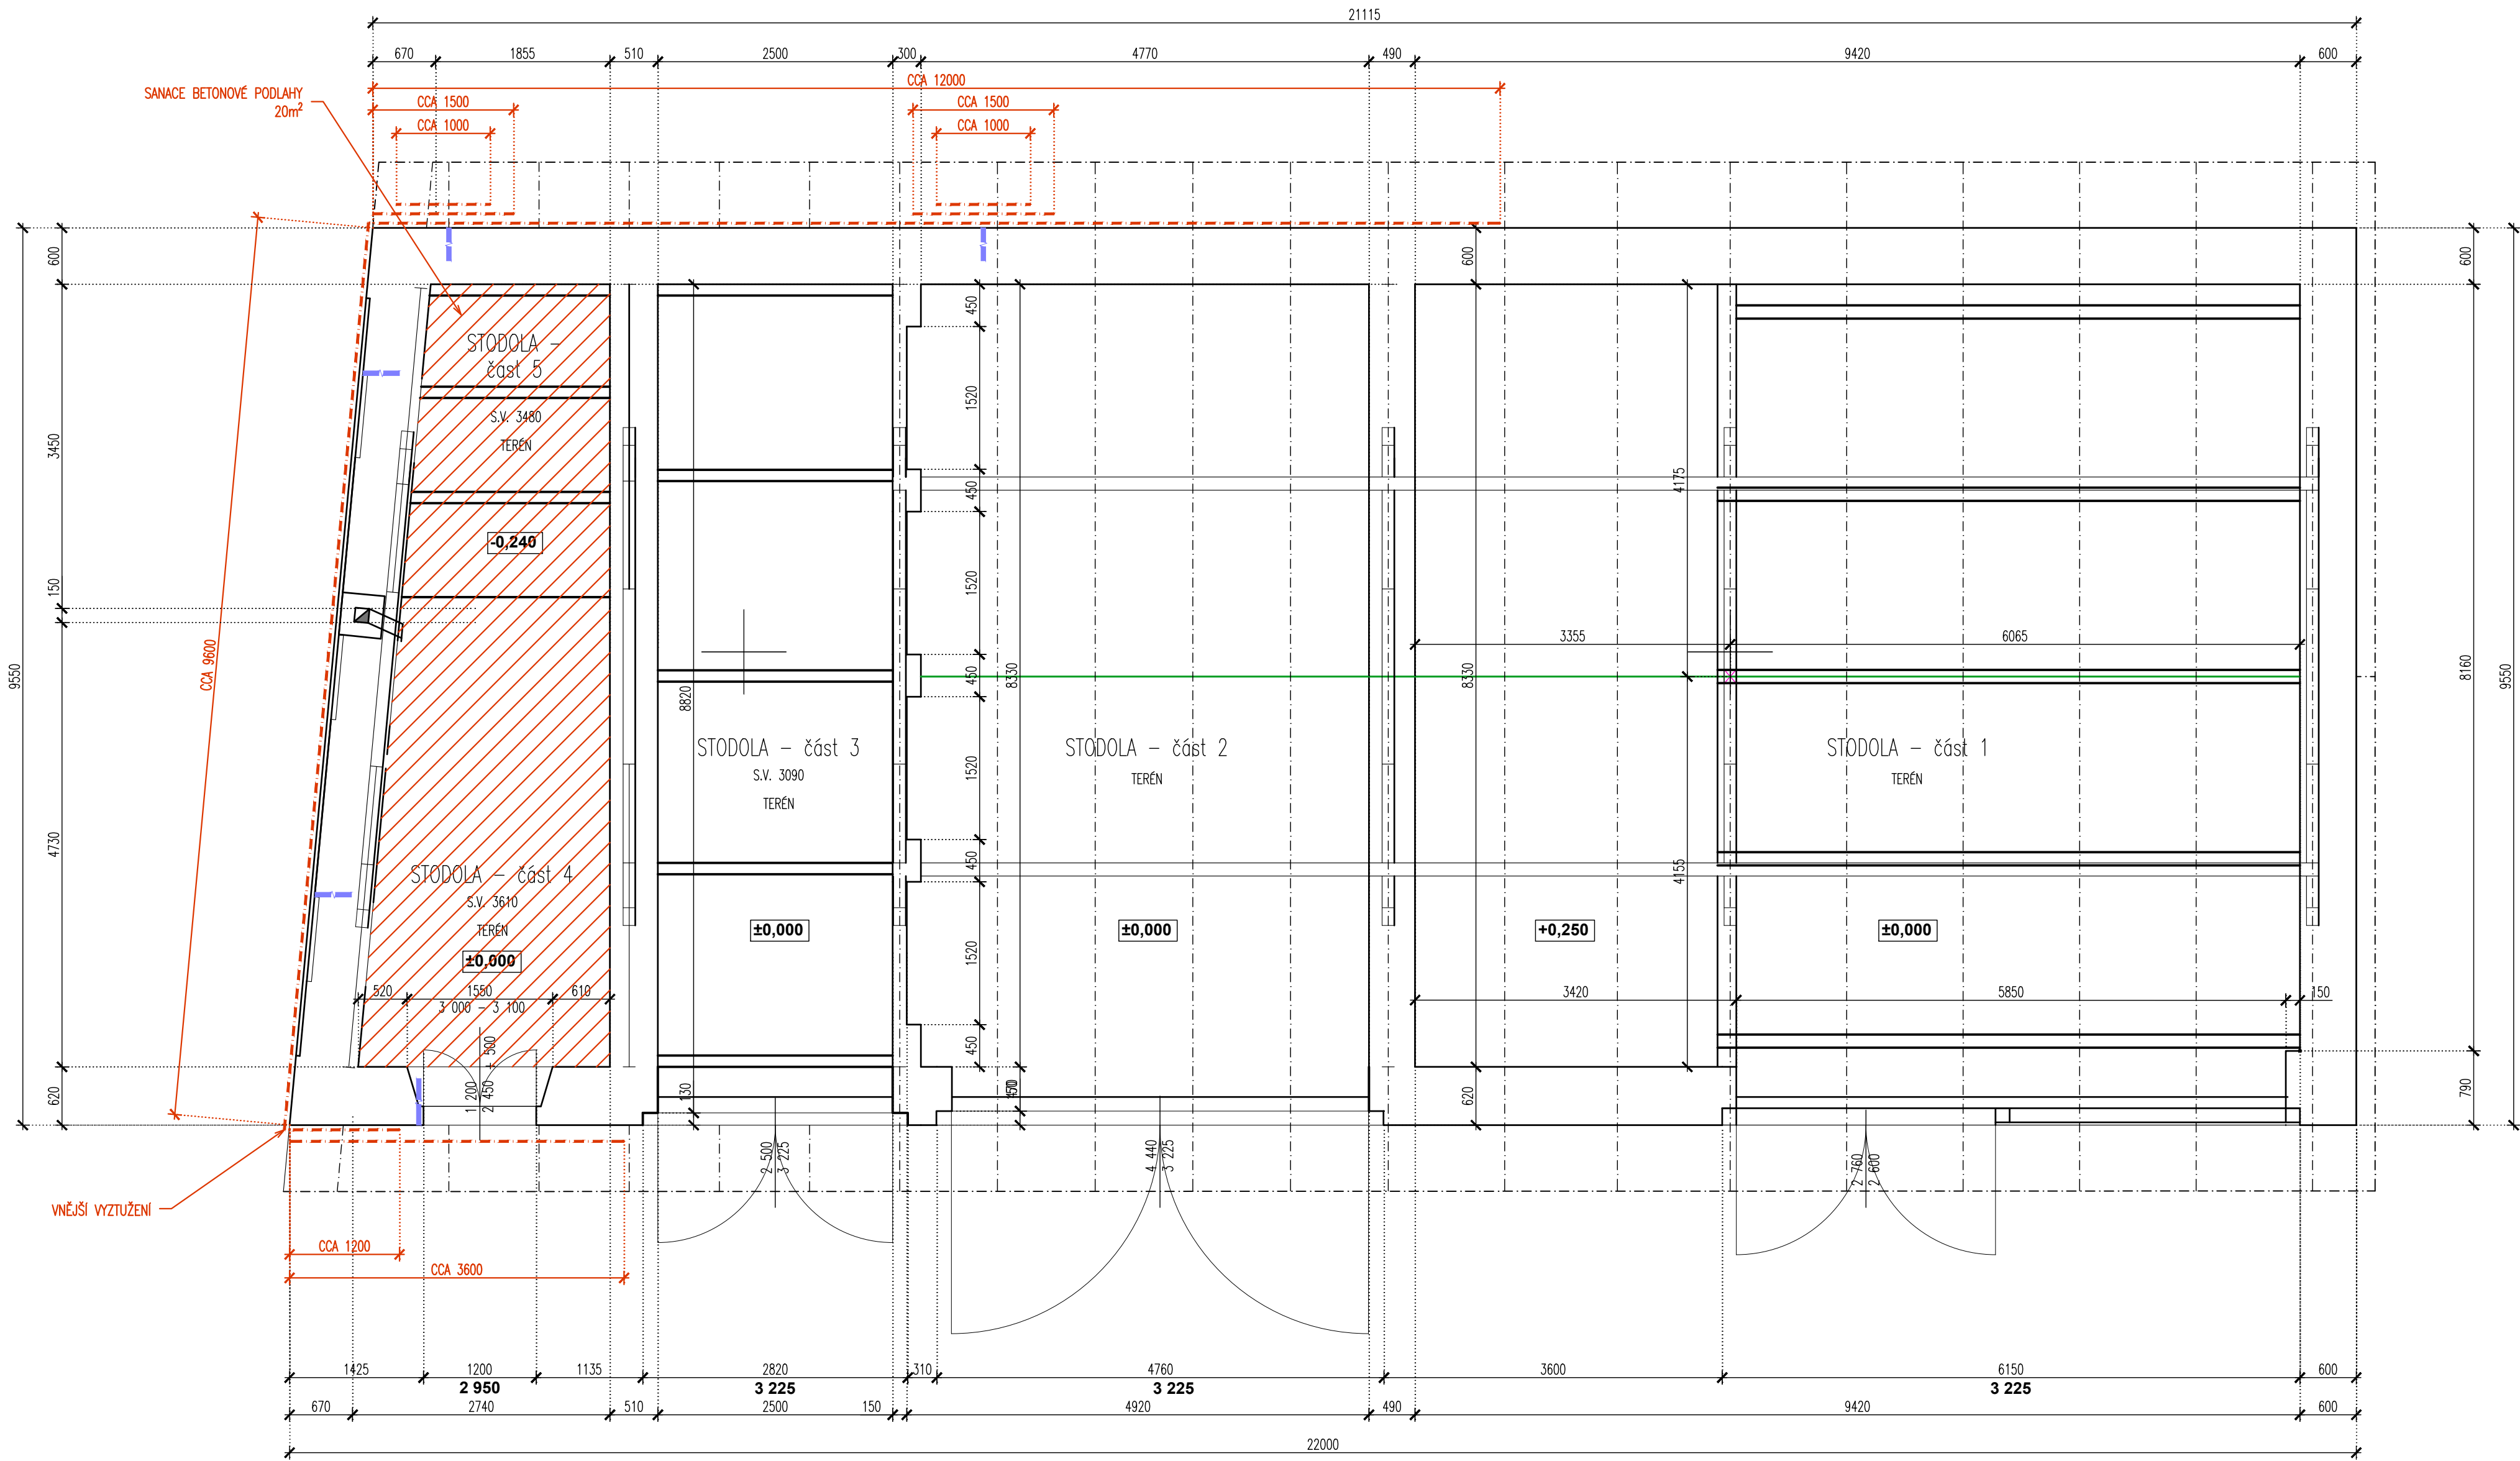 21115
670 1855 510 2500 300 4770 490 9420 600
CCA 12000
SANACE BETONOVÉ PODLAHY
20m²
CCA 1500 CCA 1500
CCA 1000 CCA 1000
600 600 600
450
STODOLA –
část 5
1520
S.V. 3480
TERÉN
3450
4175
450
-0,240
1520
150
3355 6065
CCA 9600
9550
450
8330
8330
8160
9550
8820
STODOLA – část 3
S.V. 3090
TERÉN
STODOLA – část 2
TERÉN
STODOLA – část 1
TERÉN
1520
4730
450
4155
STODOLA – část 4
S.V. 3610
TERÉN
±0,000
±0,000
±0,000
+0,250
±0,000
1520
520 1550 610
3 000 – 3 100
3420 5850 150
450
+ 500
1 200
2 450
130
620
620
790
2 500
3 225
4 440
3 225
2 760
2 600
VNĚJŠÍ VYZTUŽENÍ
CCA 1200
CCA 3600
1425 1200 1135 2820 310 4760 3600 6150 600
2 950 3 225 3 225 3 225
670 2740 510 2500 150 4920 490 9420 600
22000